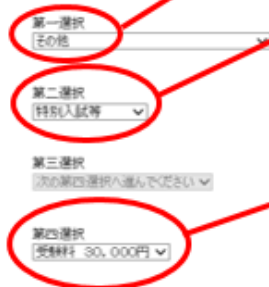 第一選択
その他
第二選択
特別入試等
第三選択
次の第四選択へ進んでください
第四選択
受験料 30,000円